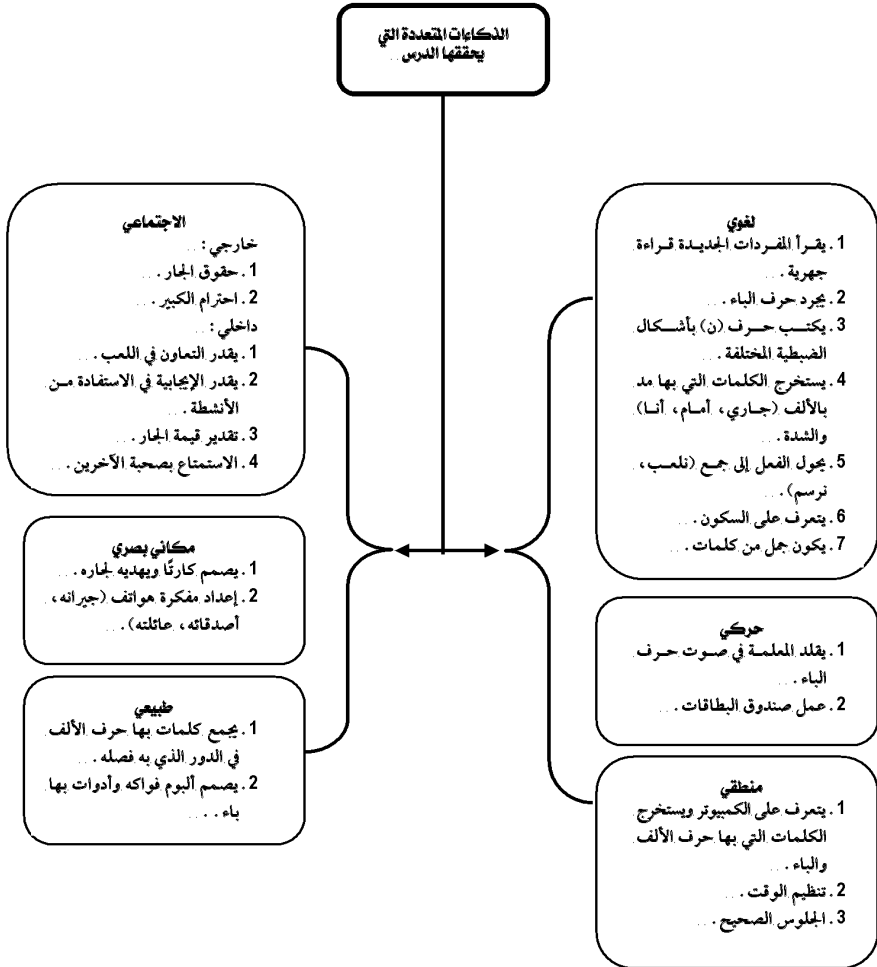 الذكاءات المتعددة التي
يحققها الدرس ..
لغوي
1. يقرأ المفردات الجديدة قراءة
جهرية ...
2. يجرد حرف الباء ...
3. يكتب حرف (ن) بأشكال
الضبطية المختلفة ...
4. يستخرج الكلمات التي بها مد
بالألف (جاري، أمام، أنا)
والشدة ...
5. يحول الفعل إلى جمع (نلعب،
نرسم) ...
6. يتعرف على السكون ...
7. يكون جمل من كلمات ...
حركي
1. يقلد المعلمة في صوت حرف
الباء ...
2. عمل صندوق البطاقات ...
منطقي
1. يتعرف على الكمبيوتر ويستخرج
الكلمات التي بها حرف الألف
والباء ...
2. تنظيم الوقت ...
3. الجلوس الصحيح ...
الاجتماعي
خارجي: ..
1. حقوق الجار ...
2. احترام الكبير ...
داخلي: ..
1. يقدر التعاون في اللعب ...
2. يقدر الإيجابية في الاستفادة من
الأنشطة ...
3. تقدير قيمة الجار ...
4. الاستمتاع بصحبة الآخرين ...
مكاني بصري
1. يصمم كارتًا ويهديه لجاره ...
2. إعداد مفكرة هواتف (جيرانه،
أصدقائه، عائلته) ...
طبيعي
1. يجمع كلمات بها حرف الألف
في الدور الذي به فصله ...
2. يصمم ألبوم فواكه وأدوات بها
باء ....